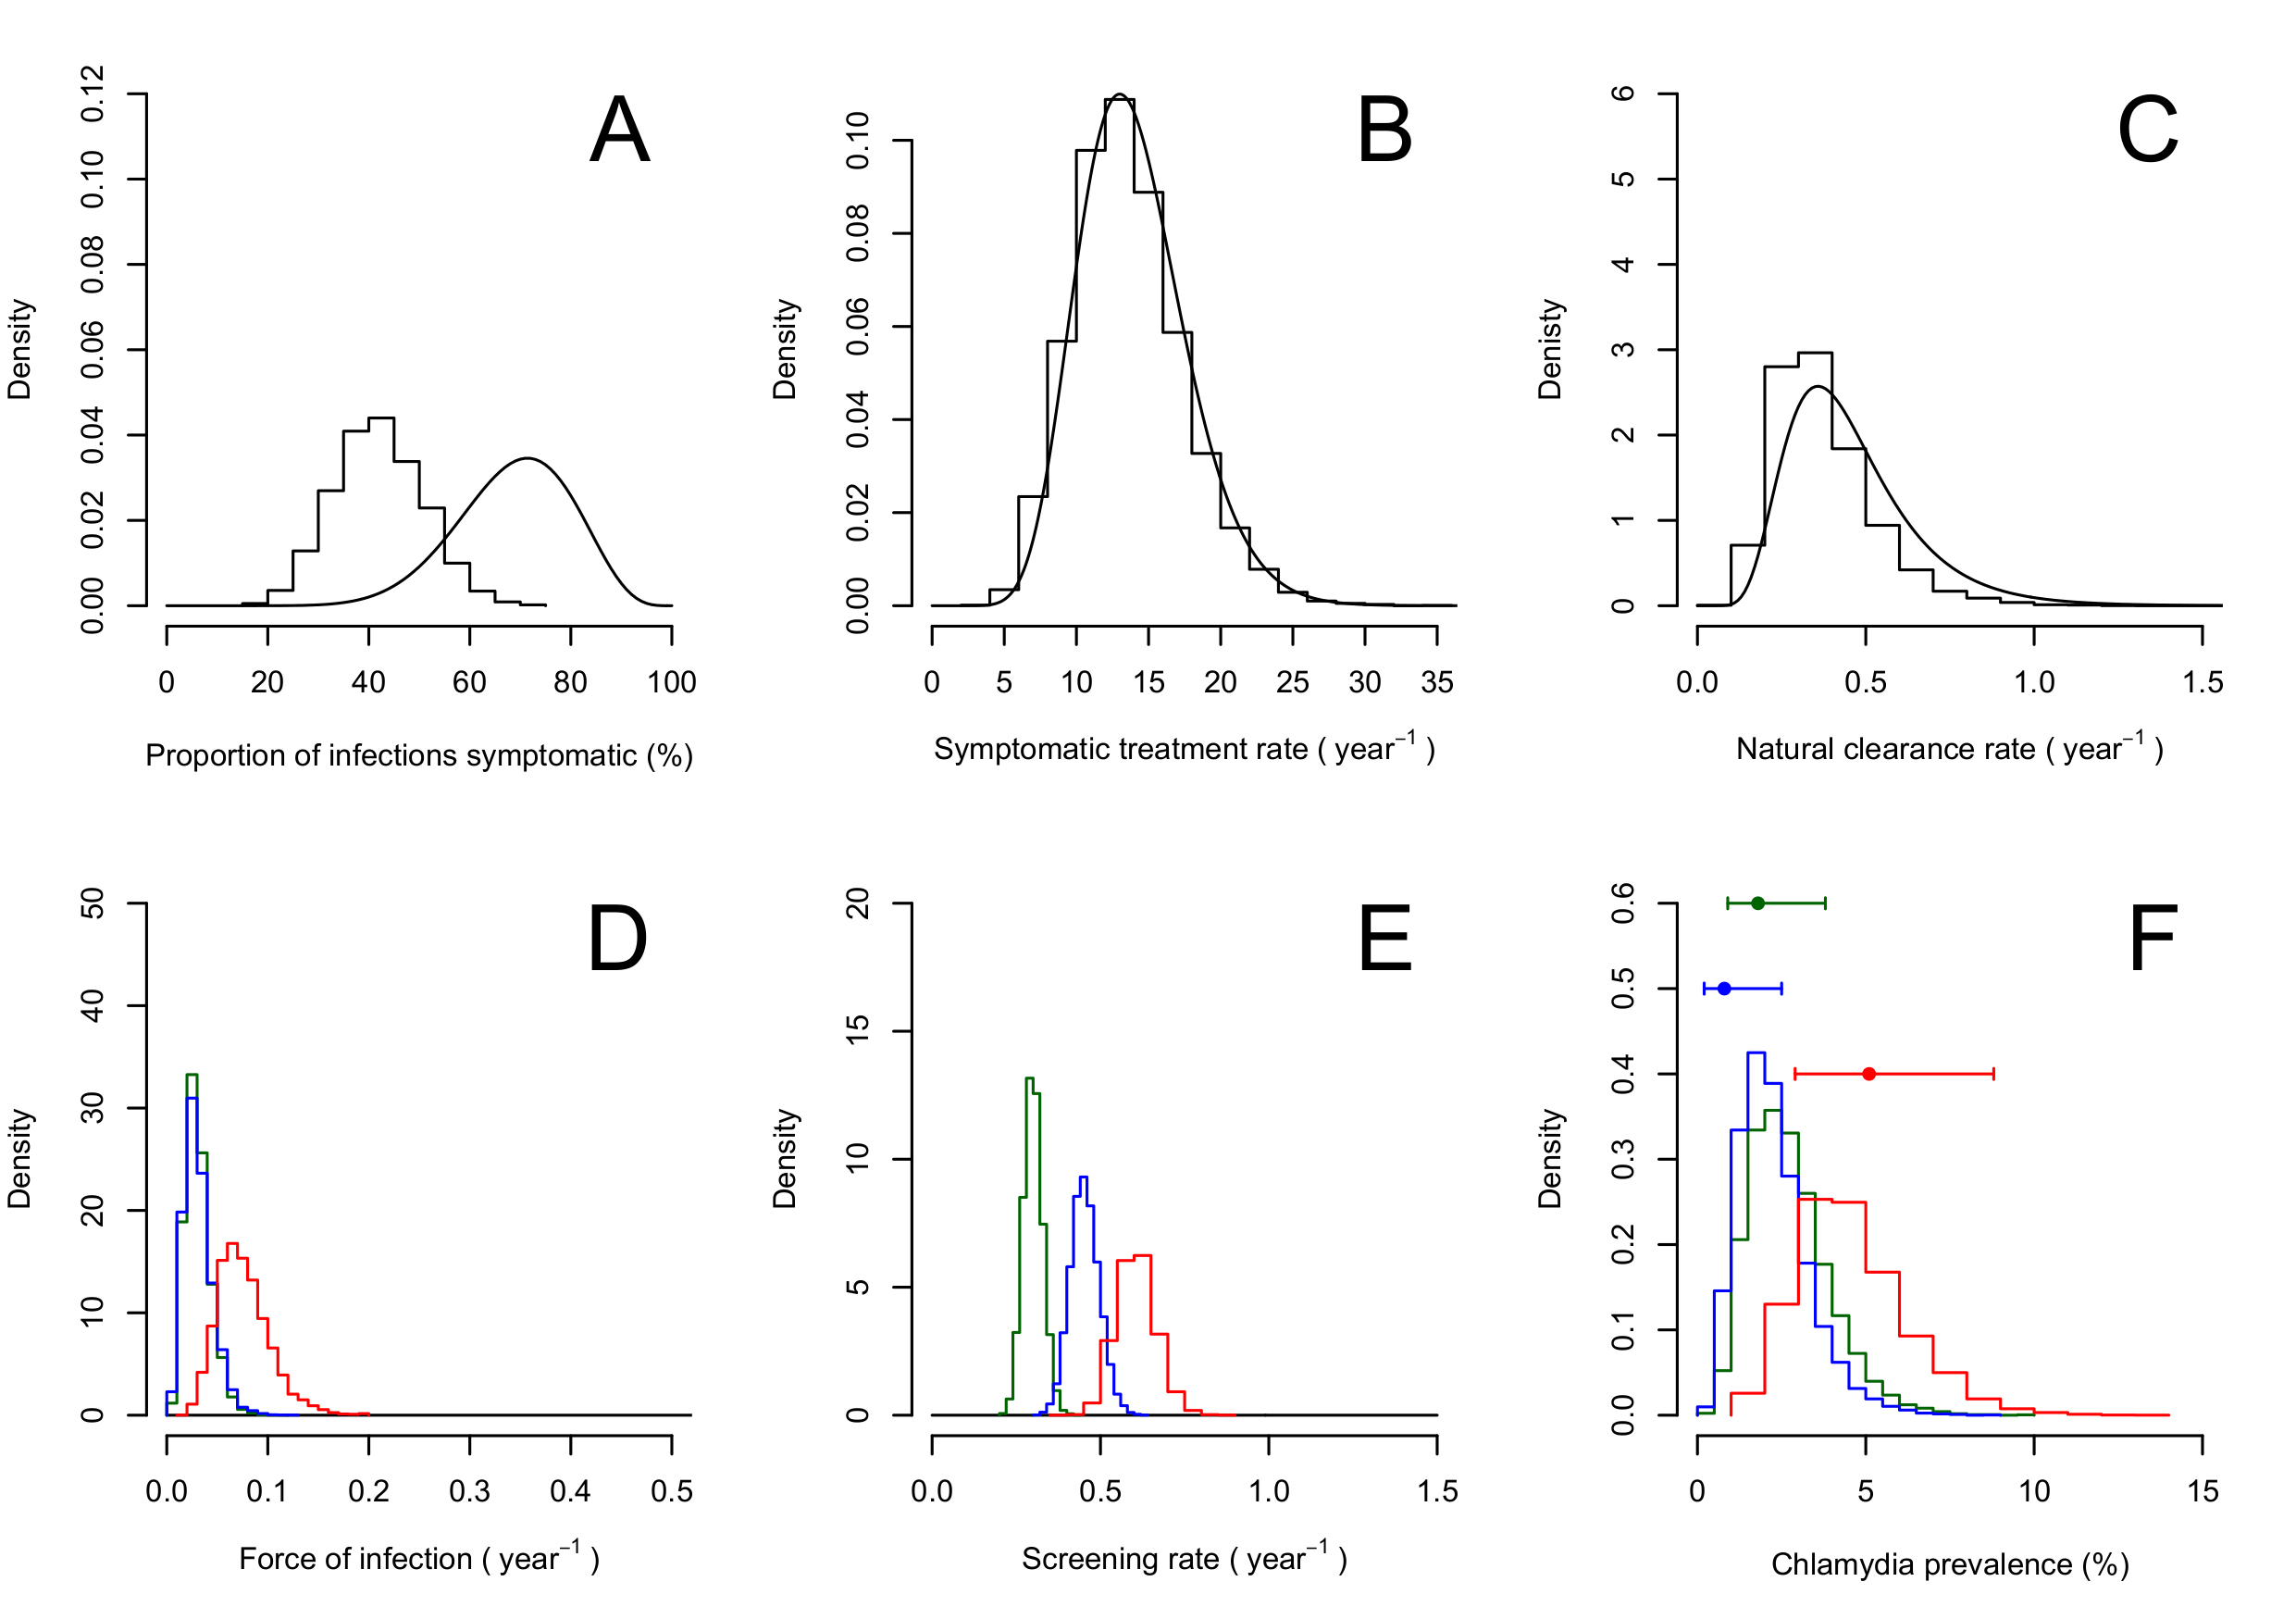 A
Density
0.00 0.02 0.04 0.06 0.08 0.10 0.12
0 20 40 60 80 100
Proportion of infections symptomatic (%)
B
Density
0.00 0.02 0.04 0.06 0.08 0.10
0 5 10 15 20 25 30 35
Symptomatic treatment rate ( year⁻¹ )
C
Denisty
0 1 2 3 4 5 6
0.0 0.5 1.0 1.5
Natural clearance rate ( year⁻¹ )
D
Density
0 10 20 30 40 50
0.0 0.1 0.2 0.3 0.4 0.5
Force of infection ( year⁻¹ )
E
Density
0 5 10 15 20
0.0 0.5 1.0 1.5
Screening rate ( year⁻¹ )
F
Density
0.0 0.1 0.2 0.3 0.4 0.5 0.6
0 5 10 15
Chlamydia prevalence (%)